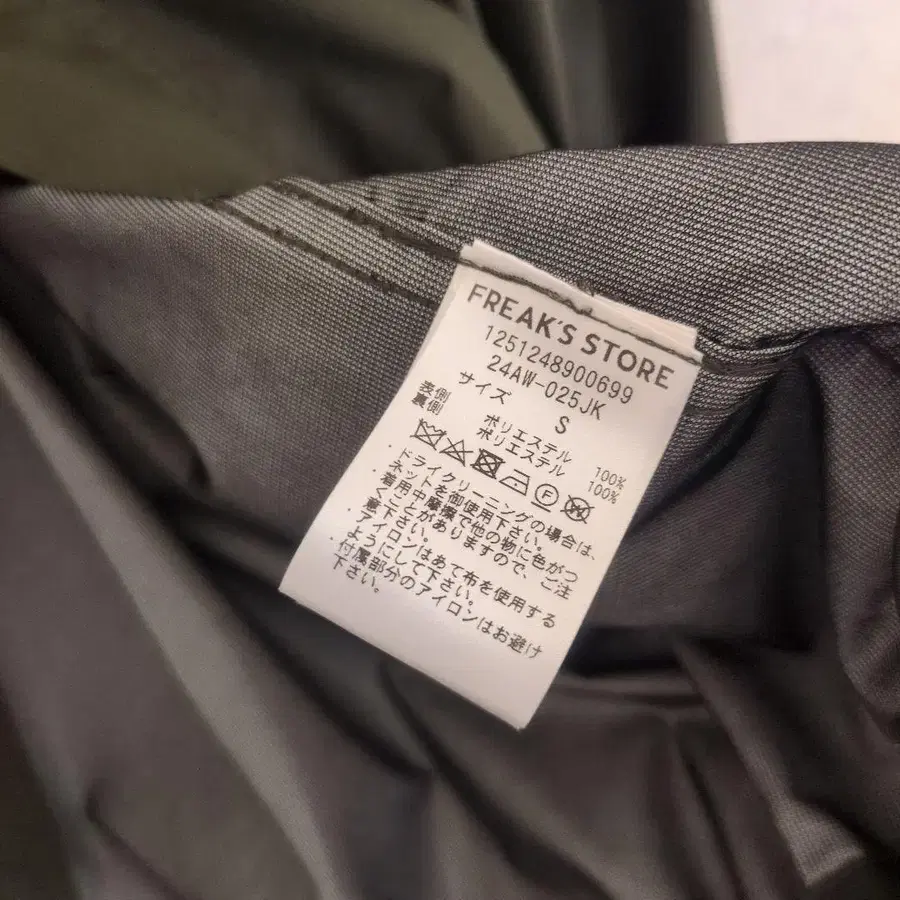 FREAK'S STORE
1251248900699
24AW-025JK
サイズ S
表側 ポリエステル 100%
裏側 ポリエステル 100%
・ドライクリーニングの場合は、
ネットを御使用下さい。
・着用中摩擦で他の物に色がつ
くことがありますので、ご注
意下さい。
・アイロンはあて布を使用する
ようにして下さい。
・付属部分のアイロンはお避け
下さい。